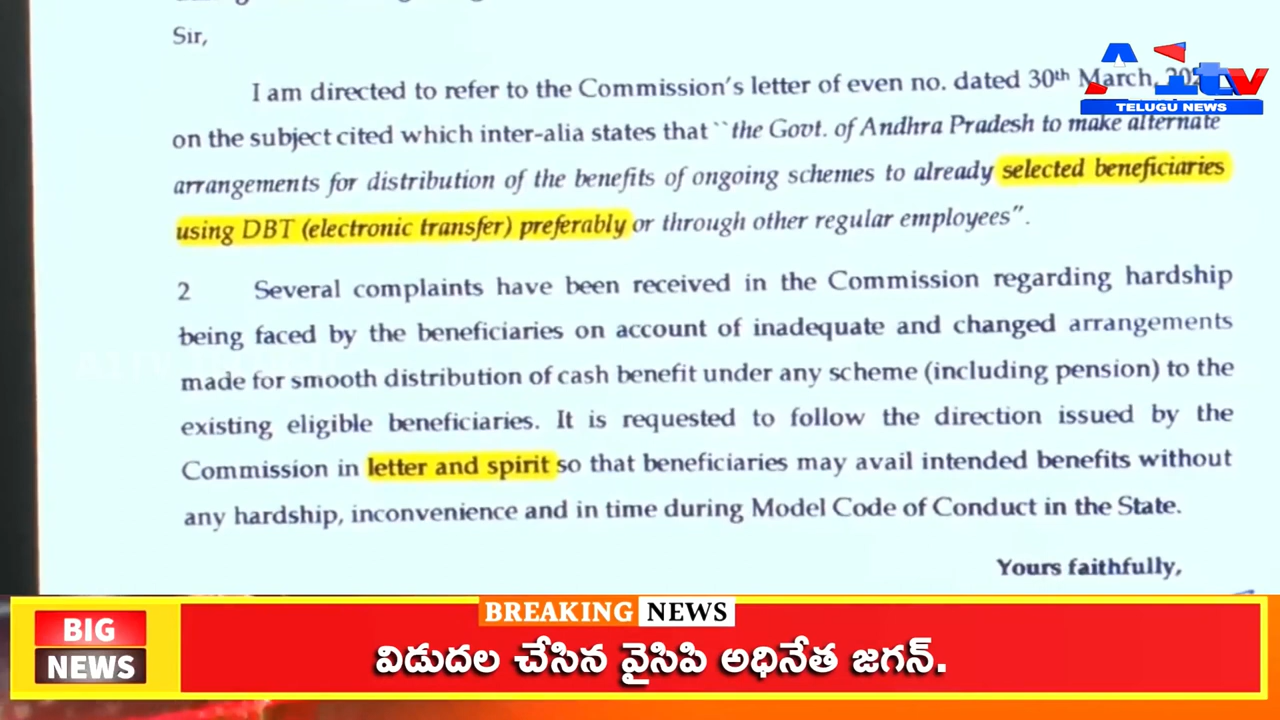 Sir,
I am directed to refer to the Commission's letter of even no. dated 30th March,
on the subject cited which inter-alia states that ``the Govt. of Andhra Pradesh to make alternate
arrangements for distribution of the benefits of ongoing schemes to already selected beneficiaries
using DBT (electronic transfer) preferably or through other regular employees”.
2 Several complaints have been received in the Commission regarding hardship
being faced by the beneficiaries on account of inadequate and changed arrangements
made for smooth distribution of cash benefit under any scheme (including pension) to the
existing eligible beneficiaries. It is requested to follow the direction issued by the
Commission in letter and spirit so that beneficiaries may avail intended benefits without
any hardship, inconvenience and in time during Model Code of Conduct in the State.
Yours faithfully,
TELUGU NEWS
BREAKING NEWS
BIG
NEWS
విడుదల చేసిన వైసిపి అధినేత జగన్.